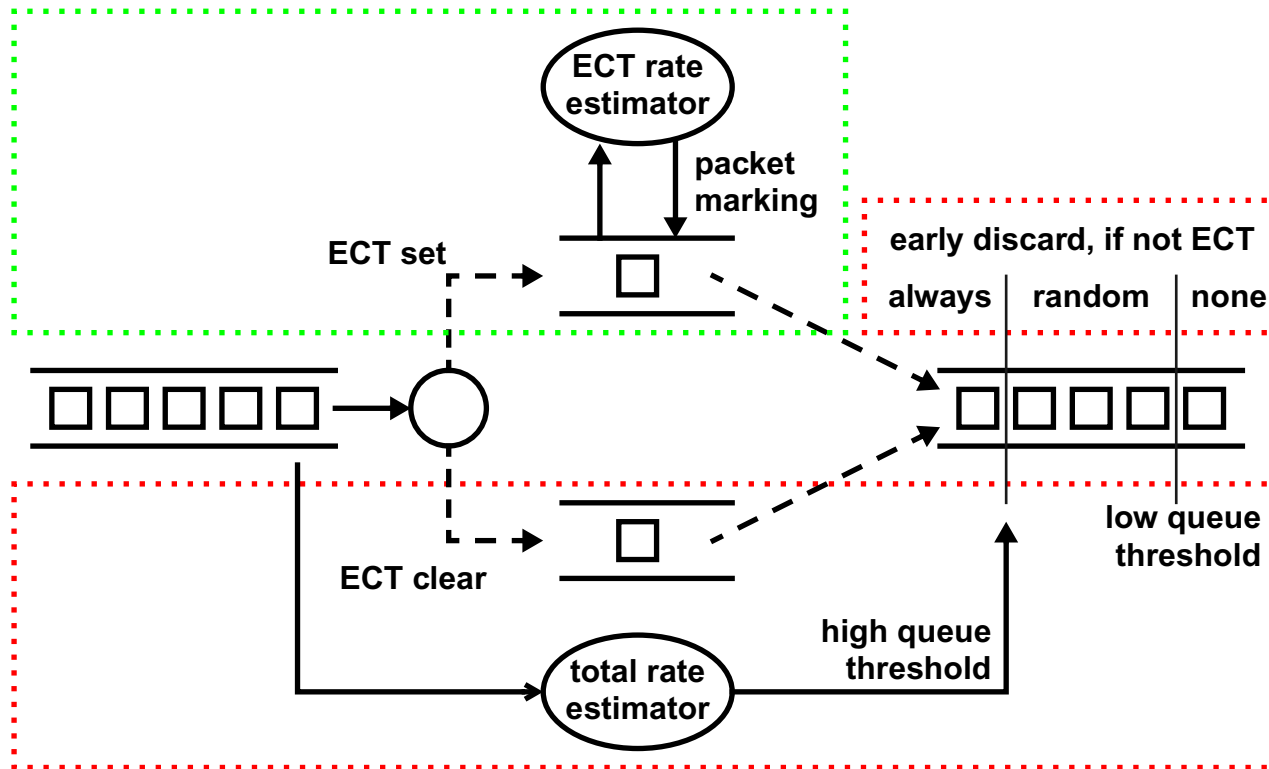 ECT rate
estimator
packet
marking
early discard, if not ECT
ECT set
always random none
low queue
threshold
ECT clear
high queue
threshold
total rate
estimator